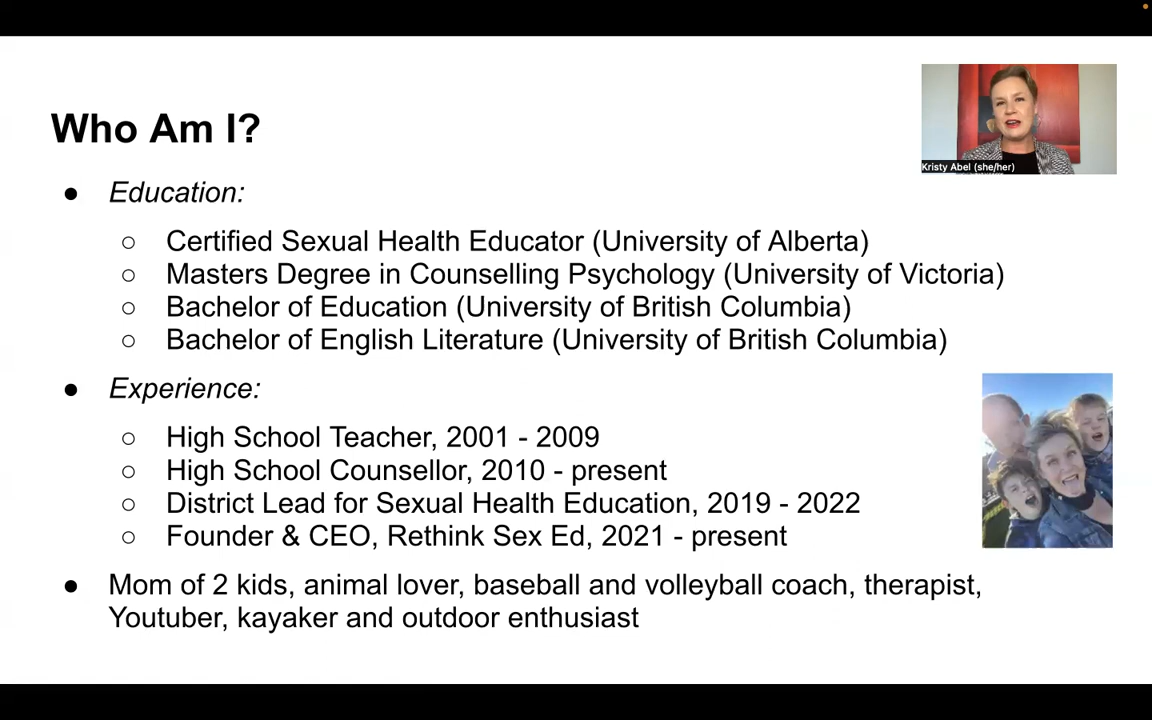 Who Am I?
Kristy Abel (she/her)
● Education:
○ Certified Sexual Health Educator (University of Alberta)
○ Masters Degree in Counselling Psychology (University of Victoria)
○ Bachelor of Education (University of British Columbia)
○ Bachelor of English Literature (University of British Columbia)
● Experience:
○ High School Teacher, 2001 - 2009
○ High School Counsellor, 2010 - present
○ District Lead for Sexual Health Education, 2019 - 2022
○ Founder & CEO, Rethink Sex Ed, 2021 - present
● Mom of 2 kids, animal lover, baseball and volleyball coach, therapist,
Youtuber, kayaker and outdoor enthusiast